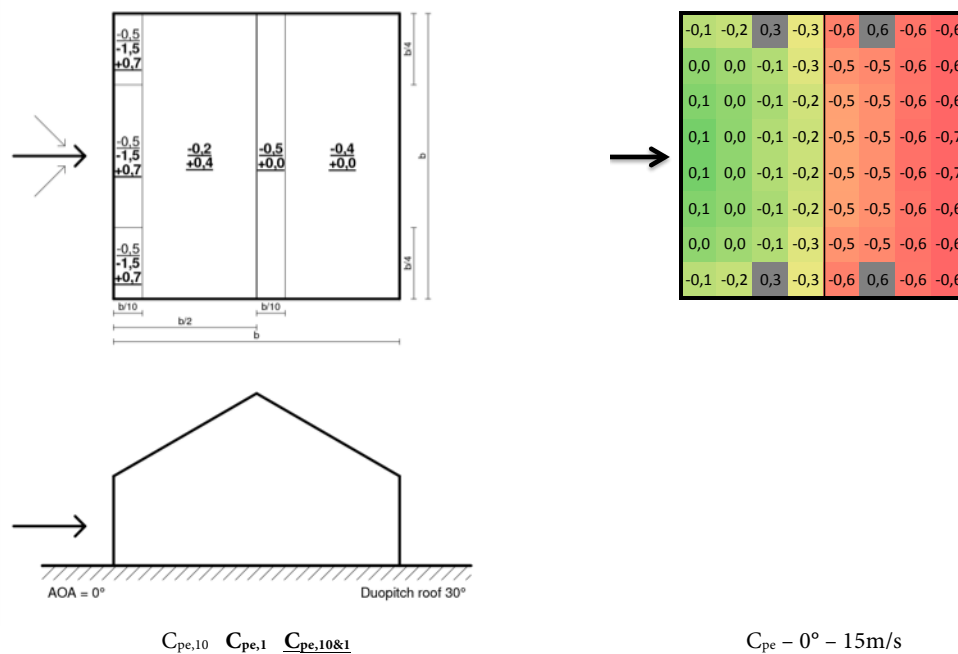 -0,5
-1,5
+0,7
b/4
-0,5
-1,5
+0,7
-0,2
+0,4
-0,5
+0,0
-0,4
+0,0
b
-0,5
-1,5
+0,7
b/4
b/10
b/10
b/2
b
-0,1 -0,2 0,3 -0,3 -0,6 0,6 -0,6 -0,6
0,0 0,0 -0,1 -0,3 -0,5 -0,5 -0,6 -0,6
0,1 0,0 -0,1 -0,2 -0,5 -0,5 -0,6 -0,6
0,1 0,0 -0,1 -0,2 -0,5 -0,5 -0,6 -0,7
0,1 0,0 -0,1 -0,2 -0,5 -0,5 -0,6 -0,7
0,1 0,0 -0,1 -0,2 -0,5 -0,5 -0,6 -0,6
0,0 0,0 -0,1 -0,3 -0,5 -0,5 -0,6 -0,6
-0,1 -0,2 0,3 -0,3 -0,6 0,6 -0,6 -0,6
AOA = 0° Duopitch roof 30°
Cpe,10 Cpe,1 Cpe,10&1
Cpe – 0° – 15m/s